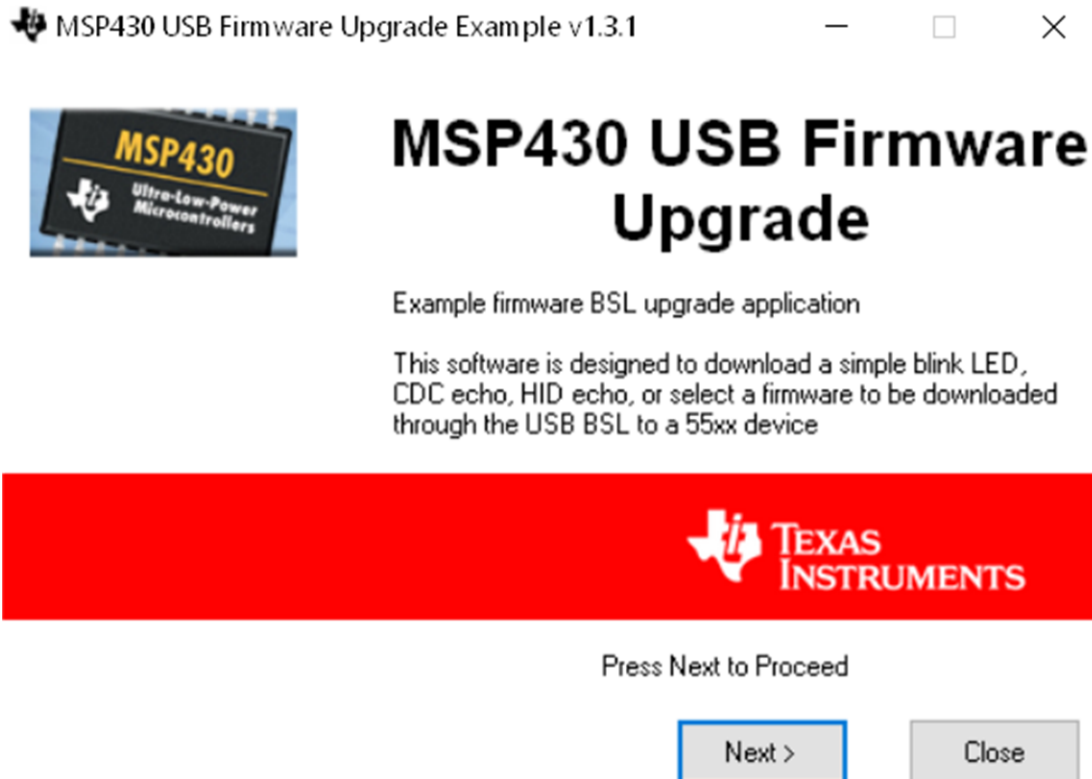 MSP430 USB Firmware Upgrade Example v1.3.1
MSP430
Ultra-Low-Power
Microcontrollers
MSP430 USB Firmware
Upgrade
Example firmware BSL upgrade application
This software is designed to download a simple blink LED,
CDC echo, HID echo, or select a firmware to be downloaded
through the USB BSL to a 55xx device
TEXAS
INSTRUMENTS
Press Next to Proceed
Next >
Close